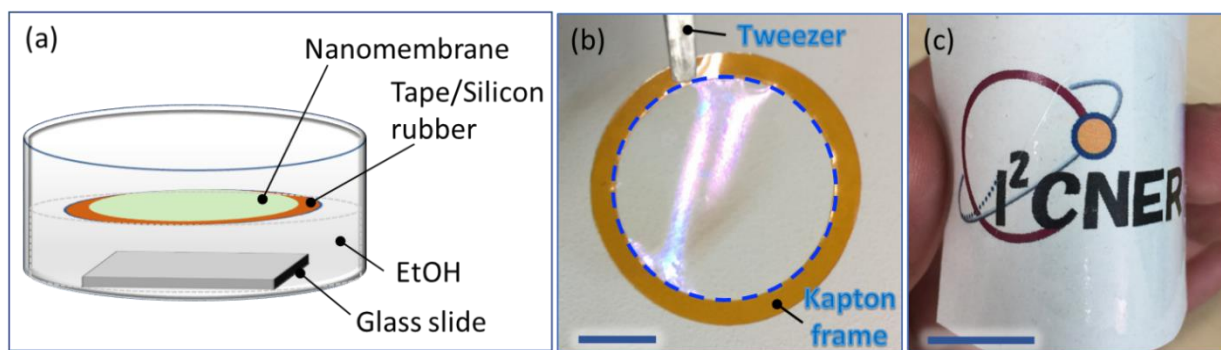 (a)
Nanomembrane
Tape/Silicon
rubber
EtOH
Glass slide
(b)
Tweezer
Kapton
frame
(c)
I²CNER